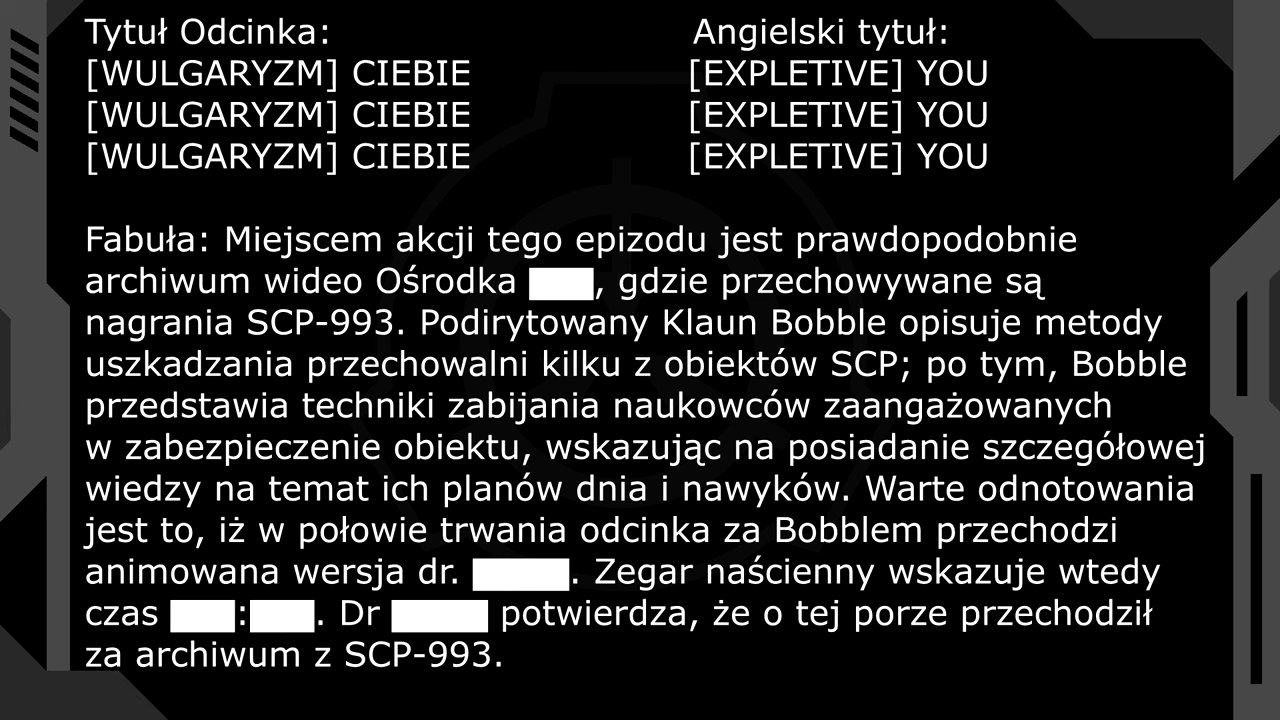 Tytuł Odcinka: Angielski tytuł:
[WULGARYZM] CIEBIE [EXPLETIVE] YOU
[WULGARYZM] CIEBIE [EXPLETIVE] YOU
[WULGARYZM] CIEBIE [EXPLETIVE] YOU
Fabuła: Miejscem akcji tego epizodu jest prawdopodobnie
archiwum wideo Ośrodka ██, gdzie przechowywane są
nagrania SCP-993. Podirytowany Klaun Bobble opisuje metody
uszkadzania przechowalni kilku z obiektów SCP; po tym, Bobble
przedstawia techniki zabijania naukowców zaangażowanych
w zabezpieczenie obiektu, wskazując na posiadanie szczegółowej
wiedzy na temat ich planów dnia i nawyków. Warte odnotowania
jest to, iż w połowie trwania odcinka za Bobblem przechodzi
animowana wersja dr. ███. Zegar naścienny wskazuje wtedy
czas ██:██. Dr ███ potwierdza, że o tej porze przechodził
za archiwum z SCP-993.